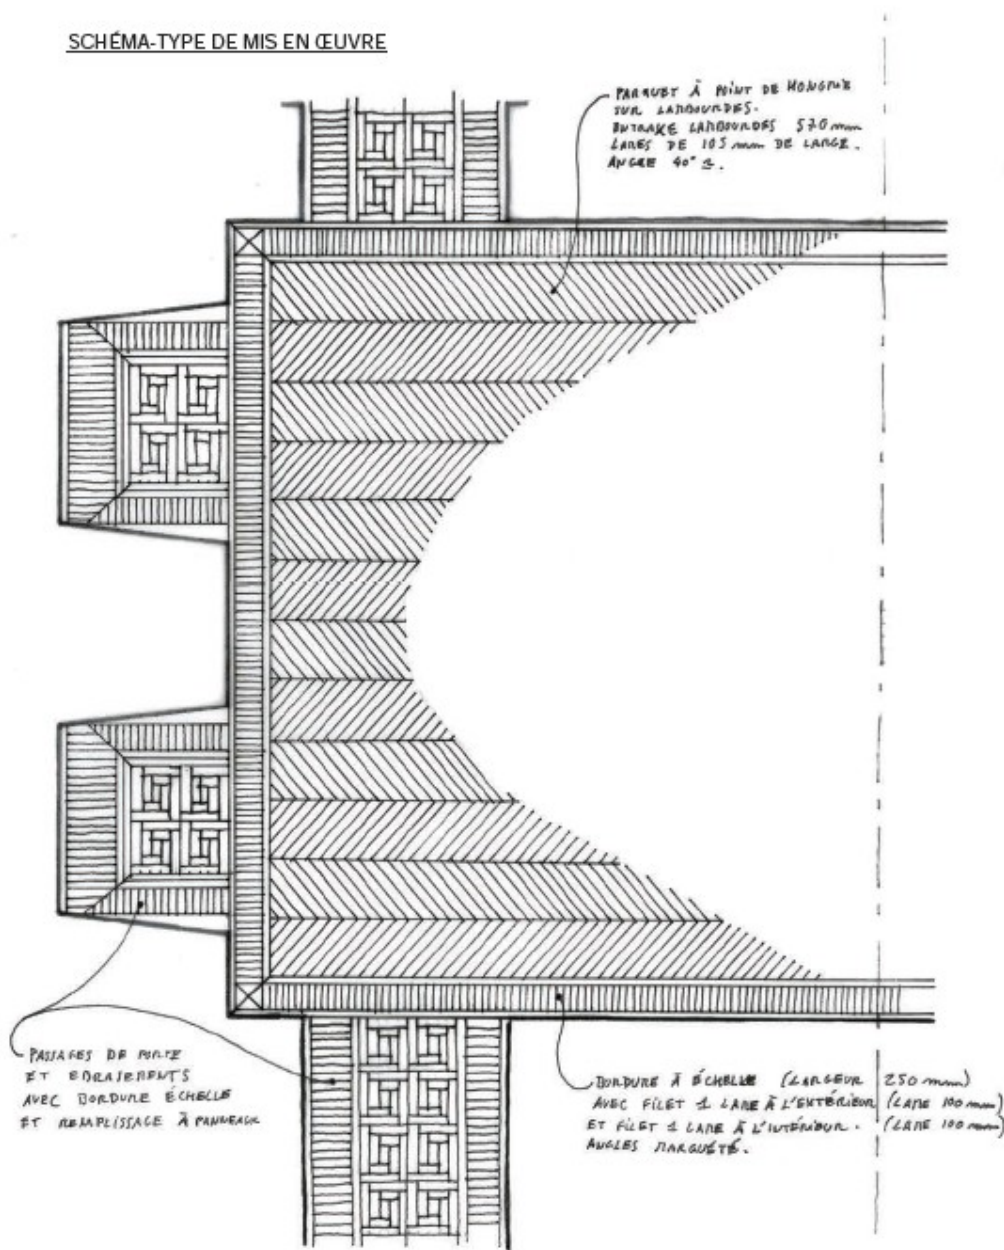 SCHÉMA-TYPE DE MIS EN ŒUVRE
PARQUET À POINT DE HONGRIE
SUR LAMBOURDES.
ENTRAXE LAMBOURDES 570 mm
LAMES DE 105 mm DE LARGE.
ANGLE 40°
PASSAGES DE PORTE
ET EBRASEMENTS
AVEC BORDURE ÉCHELLE
ET REMPLISSAGE À PANNEAUX
BORDURE À ÉCHELLE (LARGEUR 250 mm)
AVEC FILET 1 LAME À L'EXTÉRIEUR (LAME 100 mm)
ET FILET 1 LAME À L'INTÉRIEUR. (LAME 100 mm)
ANGLES MARQUETÉ.